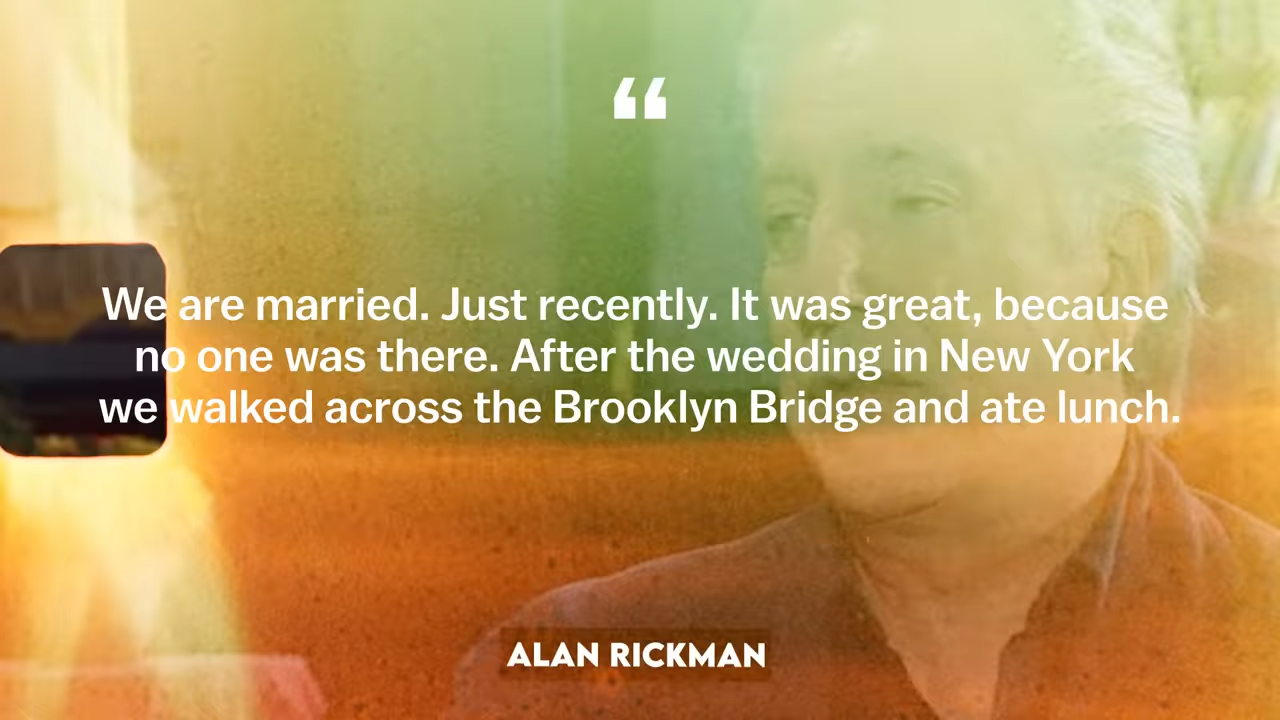 “
We are married. Just recently. It was great, because
no one was there. After the wedding in New York
we walked across the Brooklyn Bridge and ate lunch.
ALAN RICKMAN